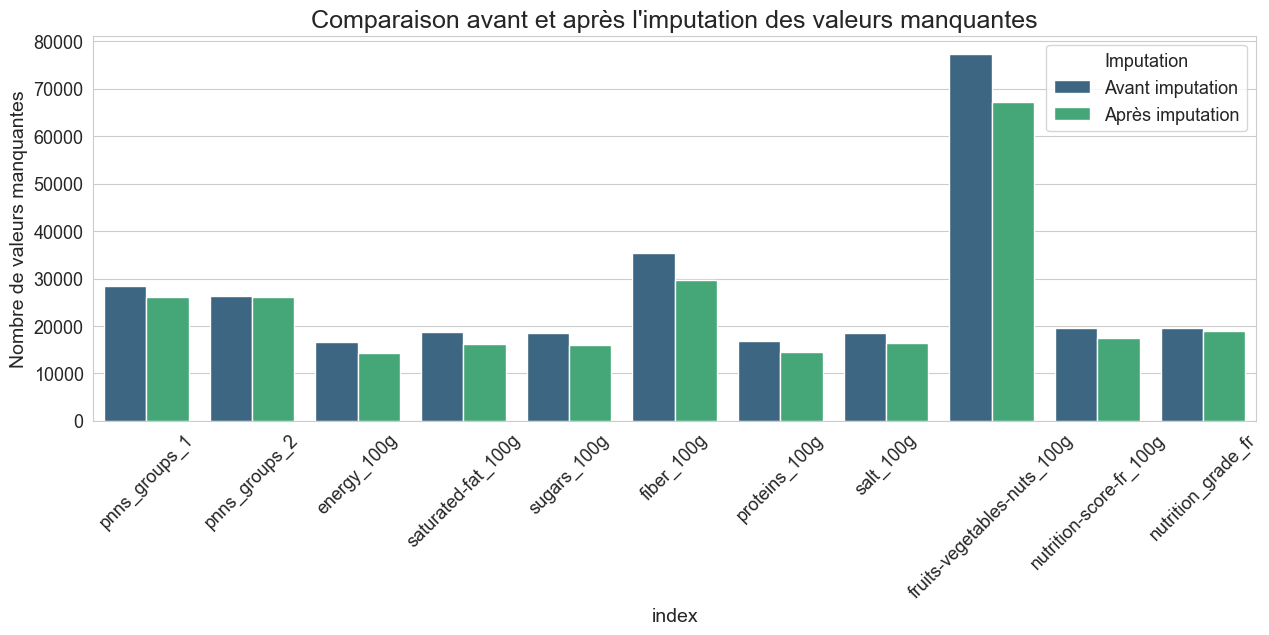 Comparaison avant et après l'imputation des valeurs manquantes
Nombre de valeurs manquantes
80000
70000
60000
50000
40000
30000
20000
10000
0
Imputation
Avant imputation
Après imputation
pnns_groups_1
pnns_groups_2
energy_100g
saturated-fat_100g
sugars_100g
fiber_100g
proteins_100g
salt_100g
fruits-vegetables-nuts_100g
nutrition-score-fr_100g
nutrition_grade_fr
index